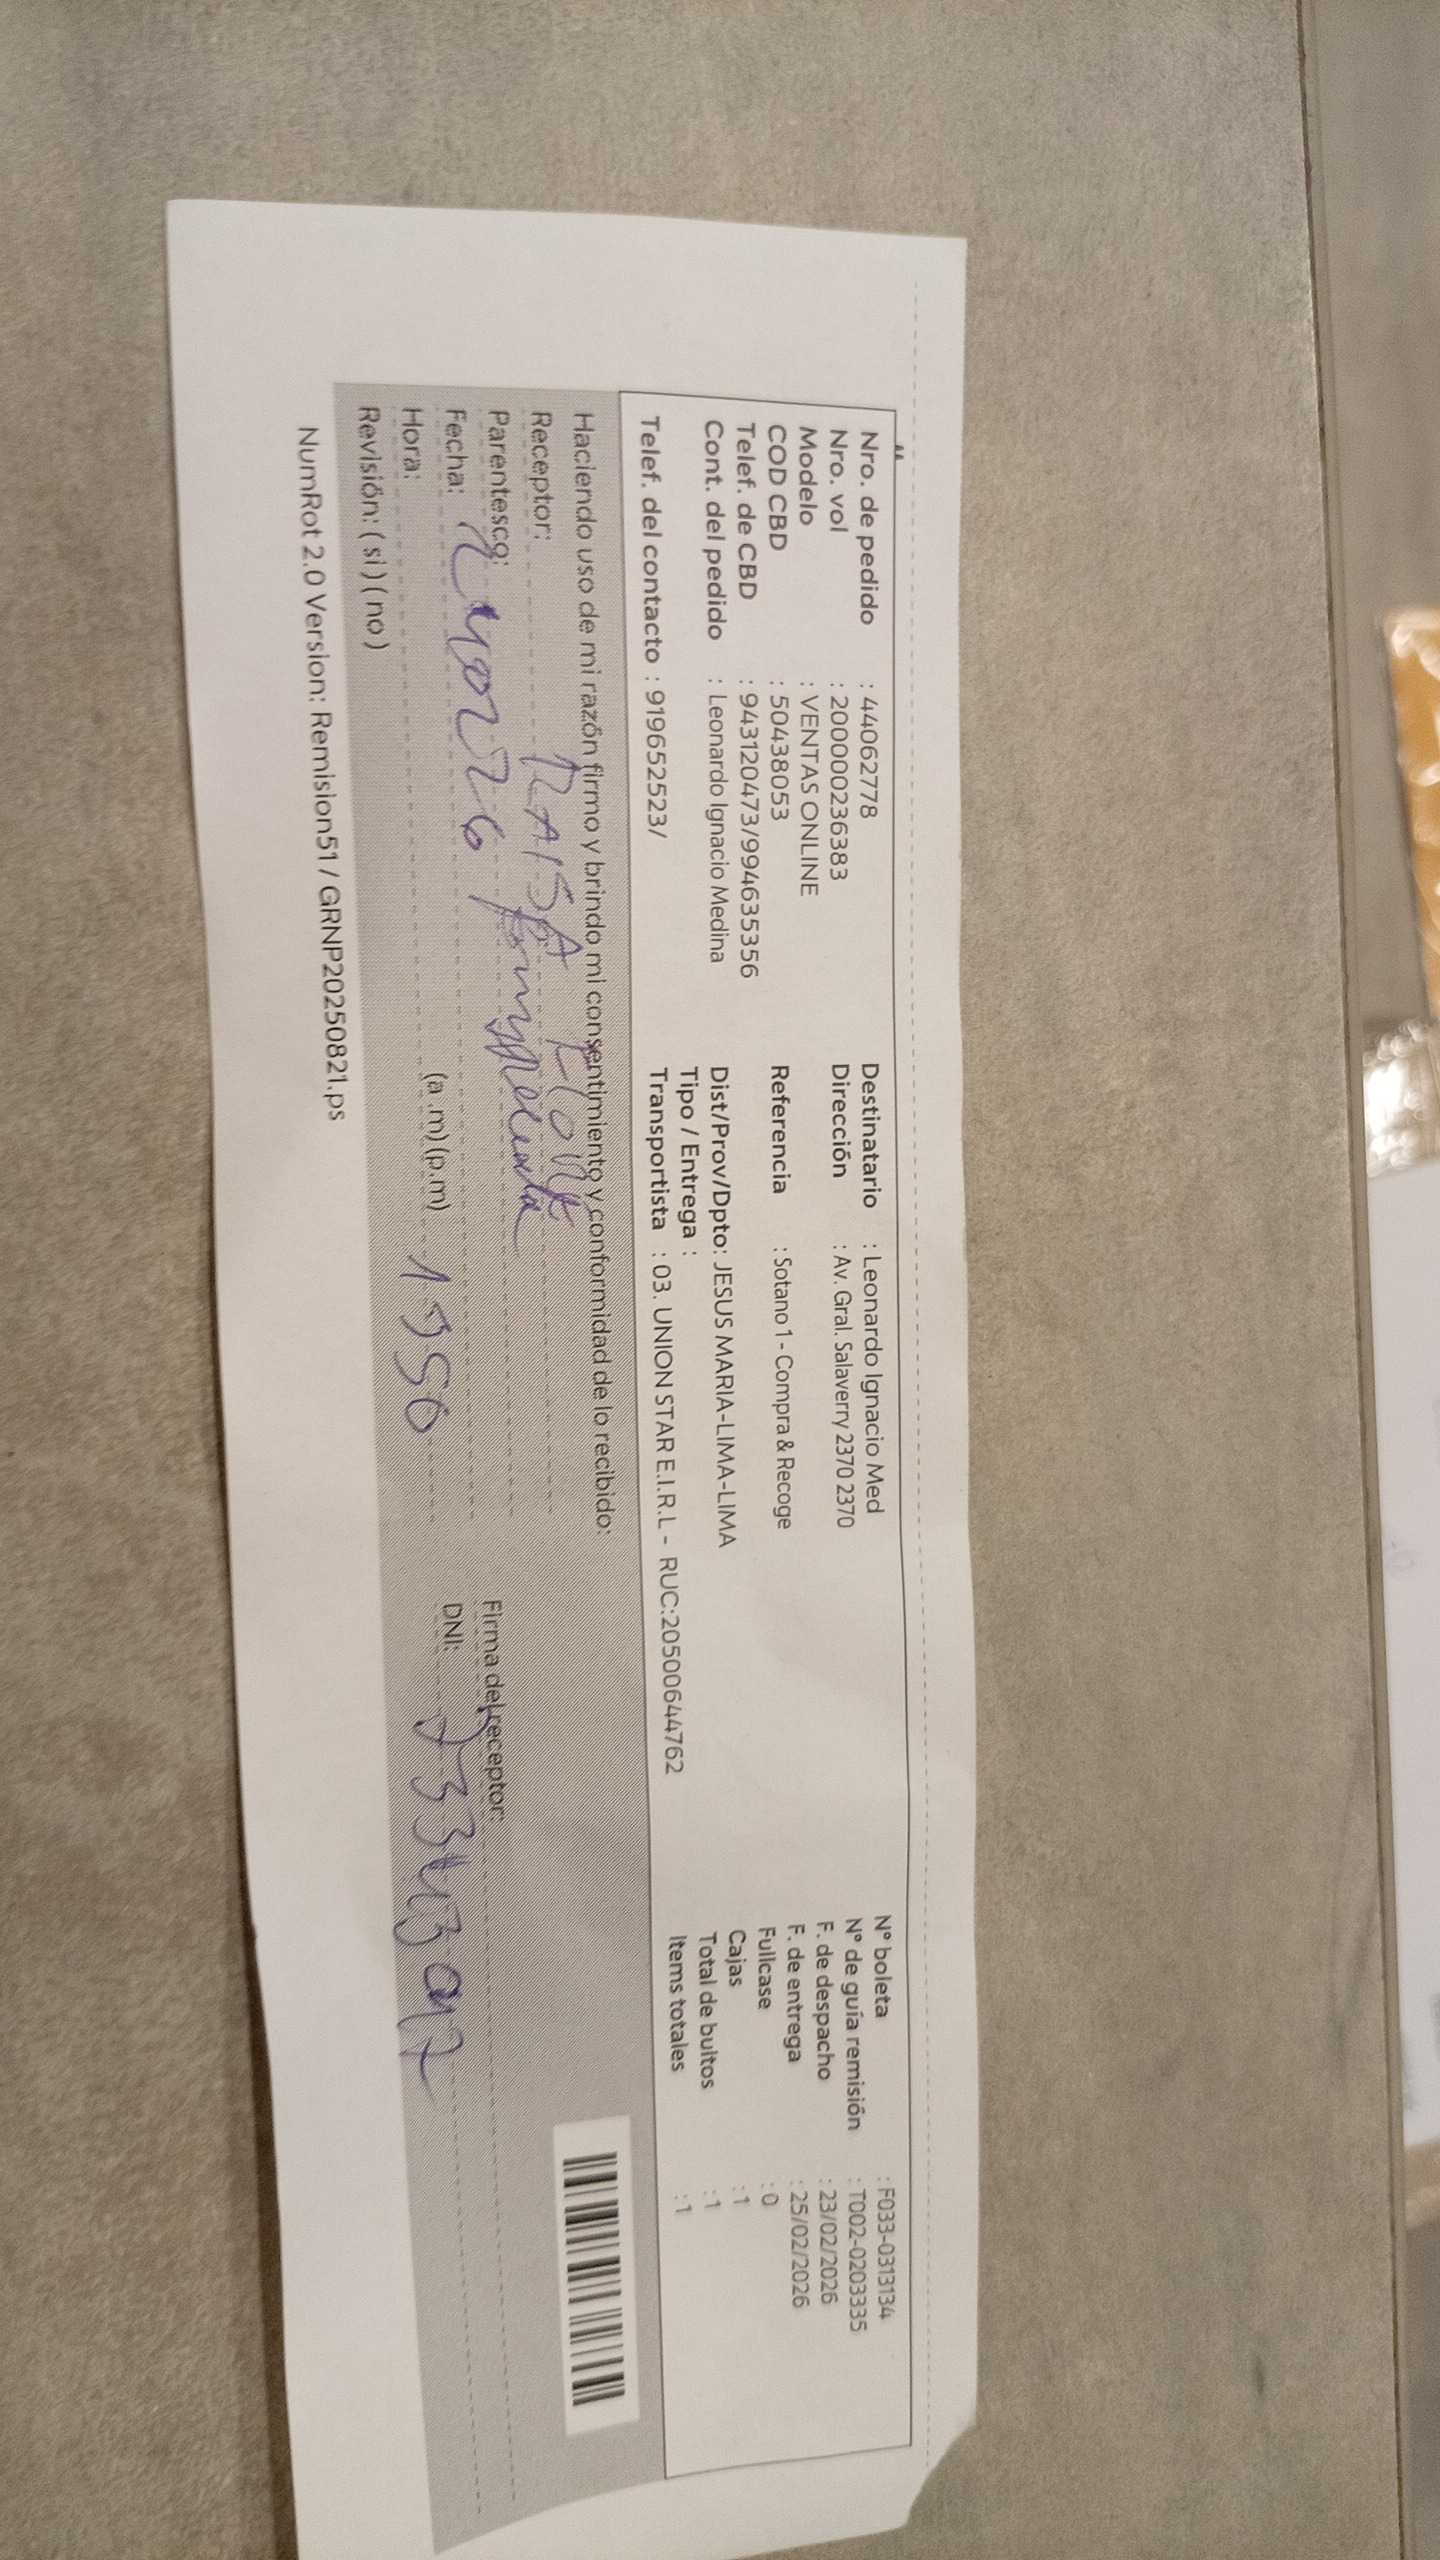 Nro. de pedido : 44062778
Nro. vol : 200000236383
Modelo : VENTAS ONLINE
COD CBD : 50438053
Telef. de CBD : 943120473/994635356
Cont. del pedido : Leonardo Ignacio Medina
Telef. del contacto : 919652523/
Destinatario : Leonardo Ignacio Med
Dirección : Av. Gral. Salaverry 2370 2370
Referencia : Sotano 1 - Compra & Recoge
Dist/Prov/Dpto: JESUS MARIA-LIMA-LIMA
Tipo / Entrega :
Transportista : 03. UNION STAR E.I.R.L - RUC:20500644762
N° boleta : F033-0313134
N° de guía remisión : T002-0203335
F. de despacho : 23/02/2026
F. de entrega : 25/02/2026
Fullcase : 0
Cajas : 1
Total de bultos : 1
Items totales : 1
Haciendo uso de mi razón firmo y brindo mi consentimiento y conformidad de lo recibido:
Receptor: RAISA
Parentesco:
Fecha:
Hora: (a .m) (p.m) 1950
Revisión: ( si ) ( no )
Firma del receptor:
DNI:
NumRot 2.0 Version: Remision51 / GRNP20250821.ps